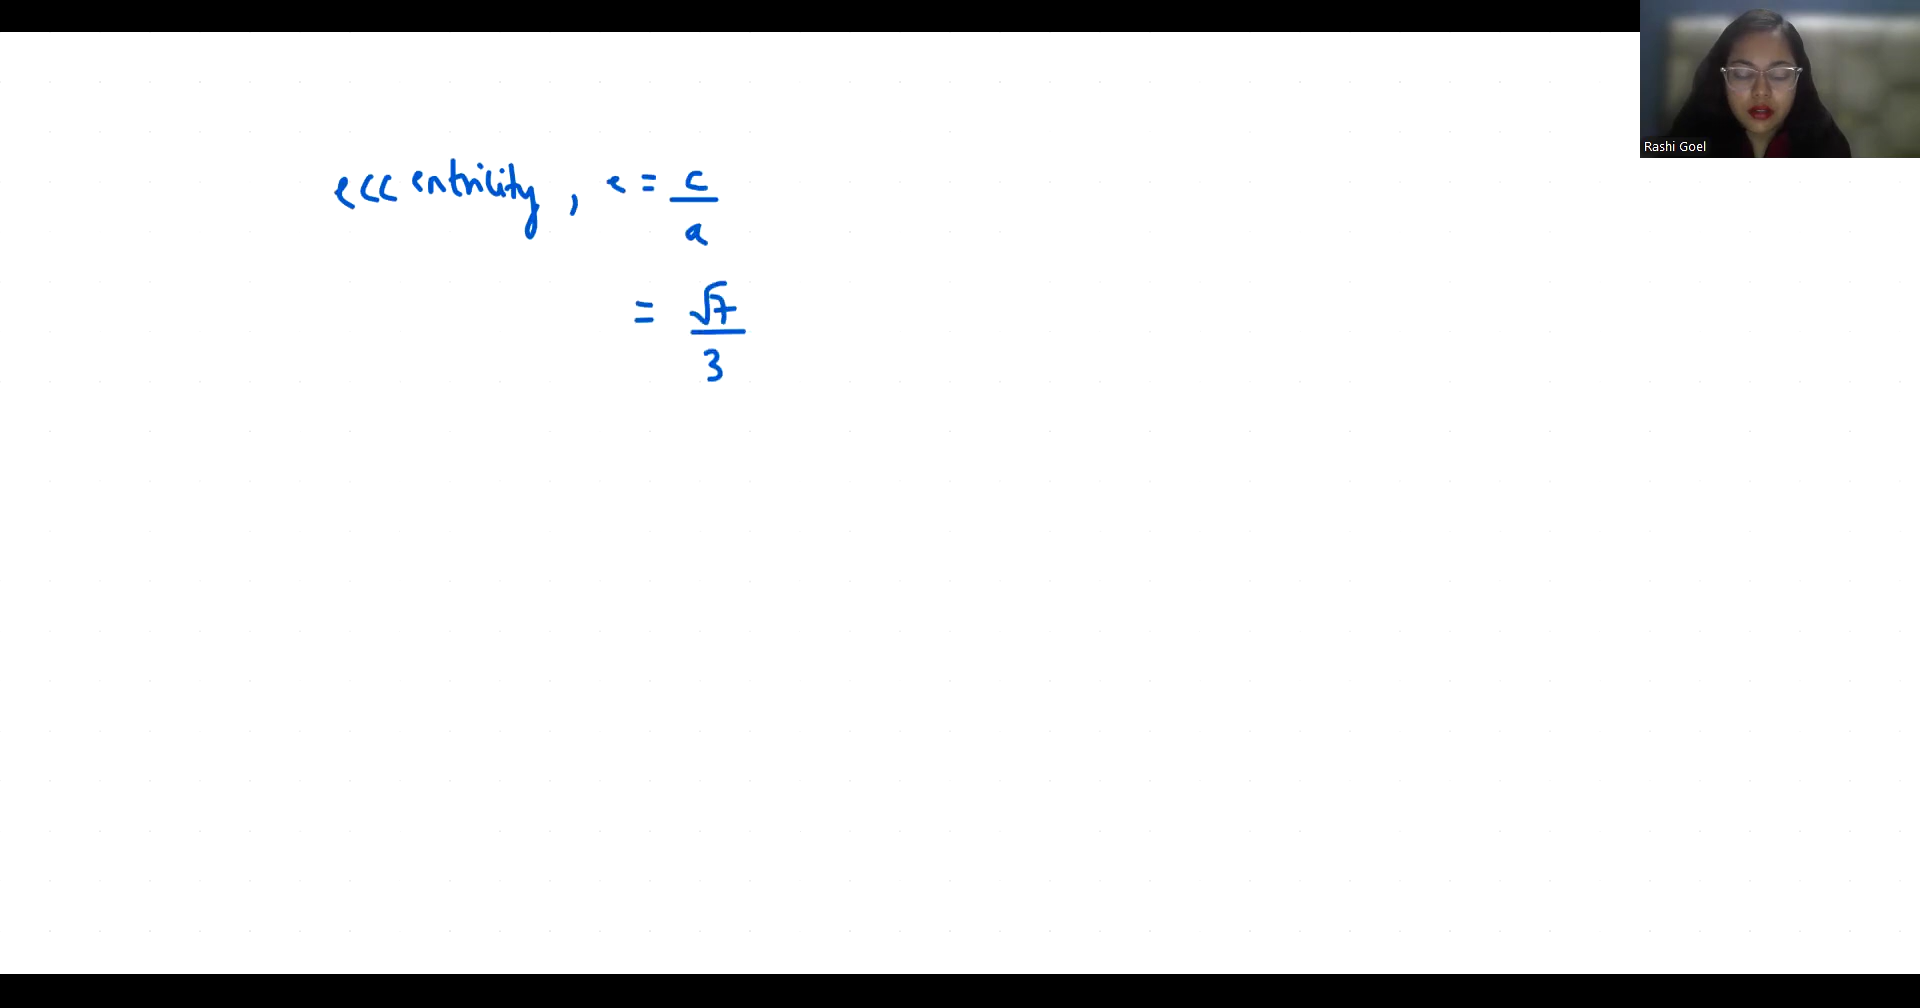 Rashi Goel
eccentricity, e = c/a
= √7/3